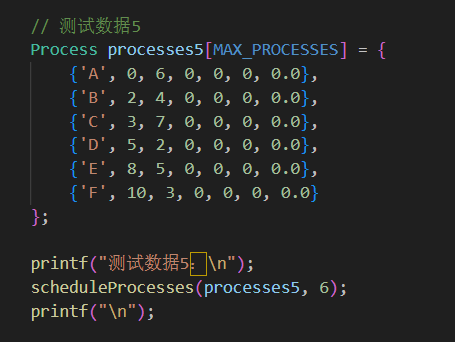 // 测试数据5
Process processes5[MAX_PROCESSES] = {
{'A', 0, 6, 0, 0, 0, 0.0},
{'B', 2, 4, 0, 0, 0, 0.0},
{'C', 3, 7, 0, 0, 0, 0.0},
{'D', 5, 2, 0, 0, 0, 0.0},
{'E', 8, 5, 0, 0, 0, 0.0},
{'F', 10, 3, 0, 0, 0, 0.0}
};
printf("测试数据5：\n");
scheduleProcesses(processes5, 6);
printf("\n");